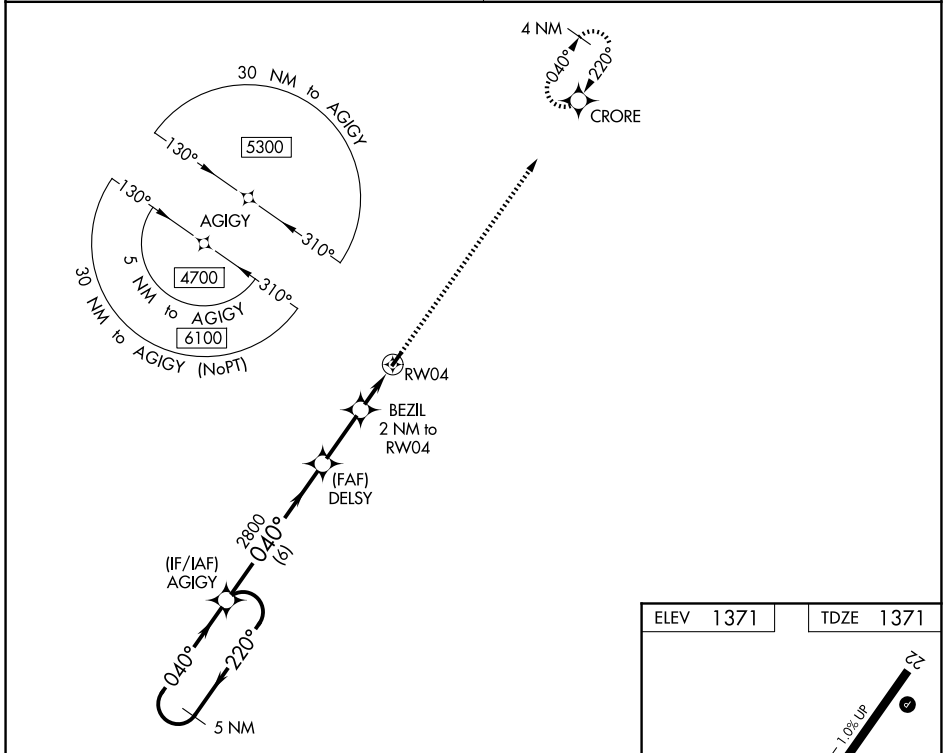 4 NM
040°
220°
CRORE
30 NM to AGIGY
5300
130°
310°
AGIGY
130°
310°
4700
5 NM to AGIGY
6100
30 NM to AGIGY (NoPT)
RW04
BEZIL
2 NM to
RW04
(FAF)
DELSY
2800
040°
(6)
(IF/IAF)
AGIGY
040°
220°
5 NM
ELEV 1371
TDZE 1371
22
1.0% UP
P